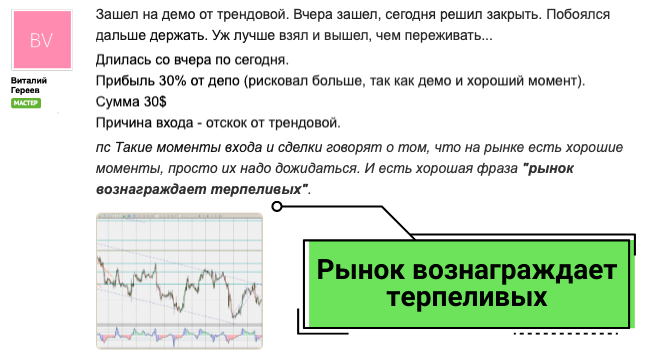 BV
Виталий
Гереев
МАСТЕР
Зашел на демо от трендовой. Вчера зашел, сегодня решил закрыть. Побоялся
дальше держать. Уж лучше взял и вышел, чем переживать...
Длилась со вчера по сегодня.
Прибыль 30% от депо (рисковал больше, так как демо и хороший момент).
Сумма 30$
Причина входа - отскок от трендовой.
пс Такие моменты входа и сделки говорят о том, что на рынке есть хорошие
моменты, просто их надо дожидаться. И есть хорошая фраза "рынок
вознаграждает терпеливых".
Рынок вознаграждает
терпеливых